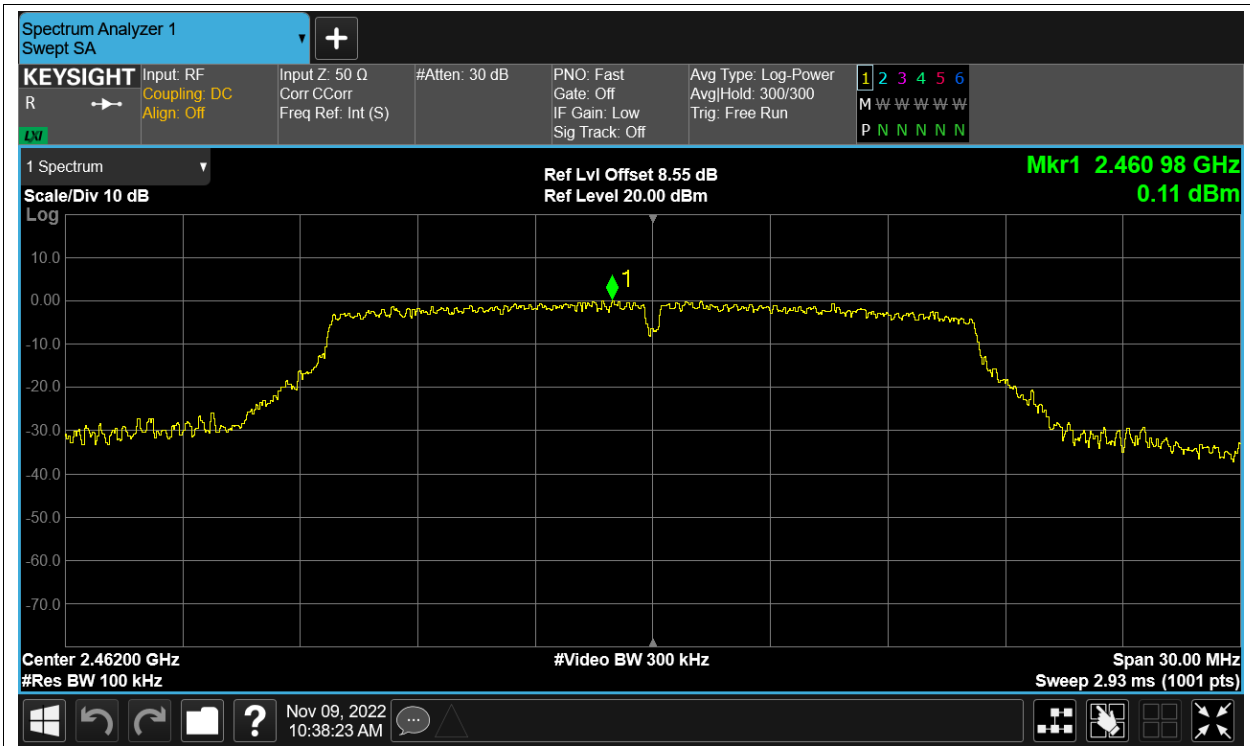 Spectrum Analyzer 1
Swept SA
KEYSIGHT
R
LXI
Input: RF
Coupling: DC
Align: Off
Input Z: 50 Ω
Corr CCorr
Freq Ref: Int (S)
#Atten: 30 dB
PNO: Fast
Gate: Off
IF Gain: Low
Sig Track: Off
Avg Type: Log-Power
Avg|Hold: 300/300
Trig: Free Run
1 2 3 4 5 6
M W W W W W
P N N N N N
1 Spectrum
Scale/Div 10 dB
Ref Lvl Offset 8.55 dB
Ref Level 20.00 dBm
Mkr1 2.460 98 GHz
0.11 dBm
Log
1
10.0
0.00
-10.0
-20.0
-30.0
-40.0
-50.0
-60.0
-70.0
Center 2.46200 GHz
#Res BW 100 kHz
#Video BW 300 kHz
Span 30.00 MHz
Sweep 2.93 ms (1001 pts)
?
Nov 09, 2022
10:38:23 AM